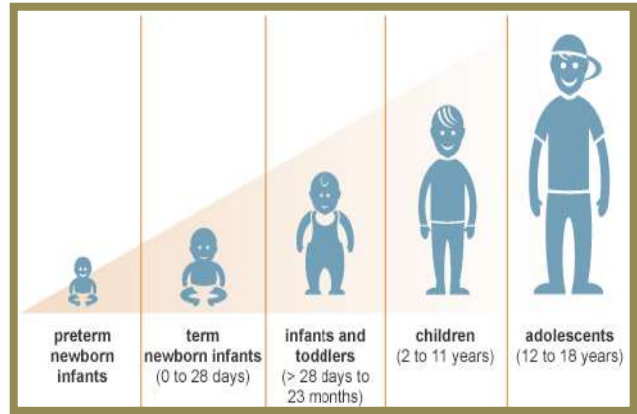 preterm
newborn
infants
term
newborn infants
(0 to 28 days)
infants and
toddlers
(> 28 days to
23 months)
children
(2 to 11 years)
adolescents
(12 to 18 years)